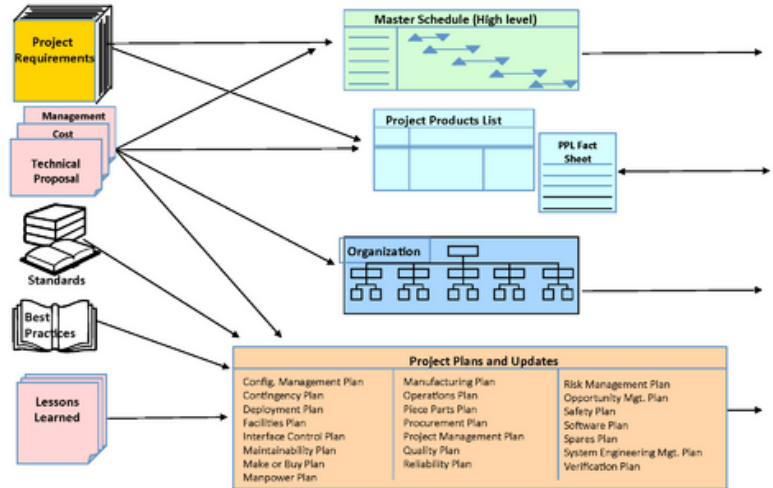 Project
Requirements
Management
Cost
Technical
Proposal
Standards
Best
Practices
Lessons
Learned
Master Schedule (High level)
Project Products List
PPL Fact
Sheet
Organization
Project Plans and Updates
Config. Management Plan
Contingency Plan
Deployment Plan
Facilities Plan
Interface Control Plan
Maintainability Plan
Make or Buy Plan
Manpower Plan
Manufacturing Plan
Operations Plan
Piece Parts Plan
Procurement Plan
Project Management Plan
Quality Plan
Reliability Plan
Risk Management Plan
Opportunity Mgt. Plan
Safety Plan
Software Plan
Spares Plan
System Engineering Mgt. Plan
Verification Plan